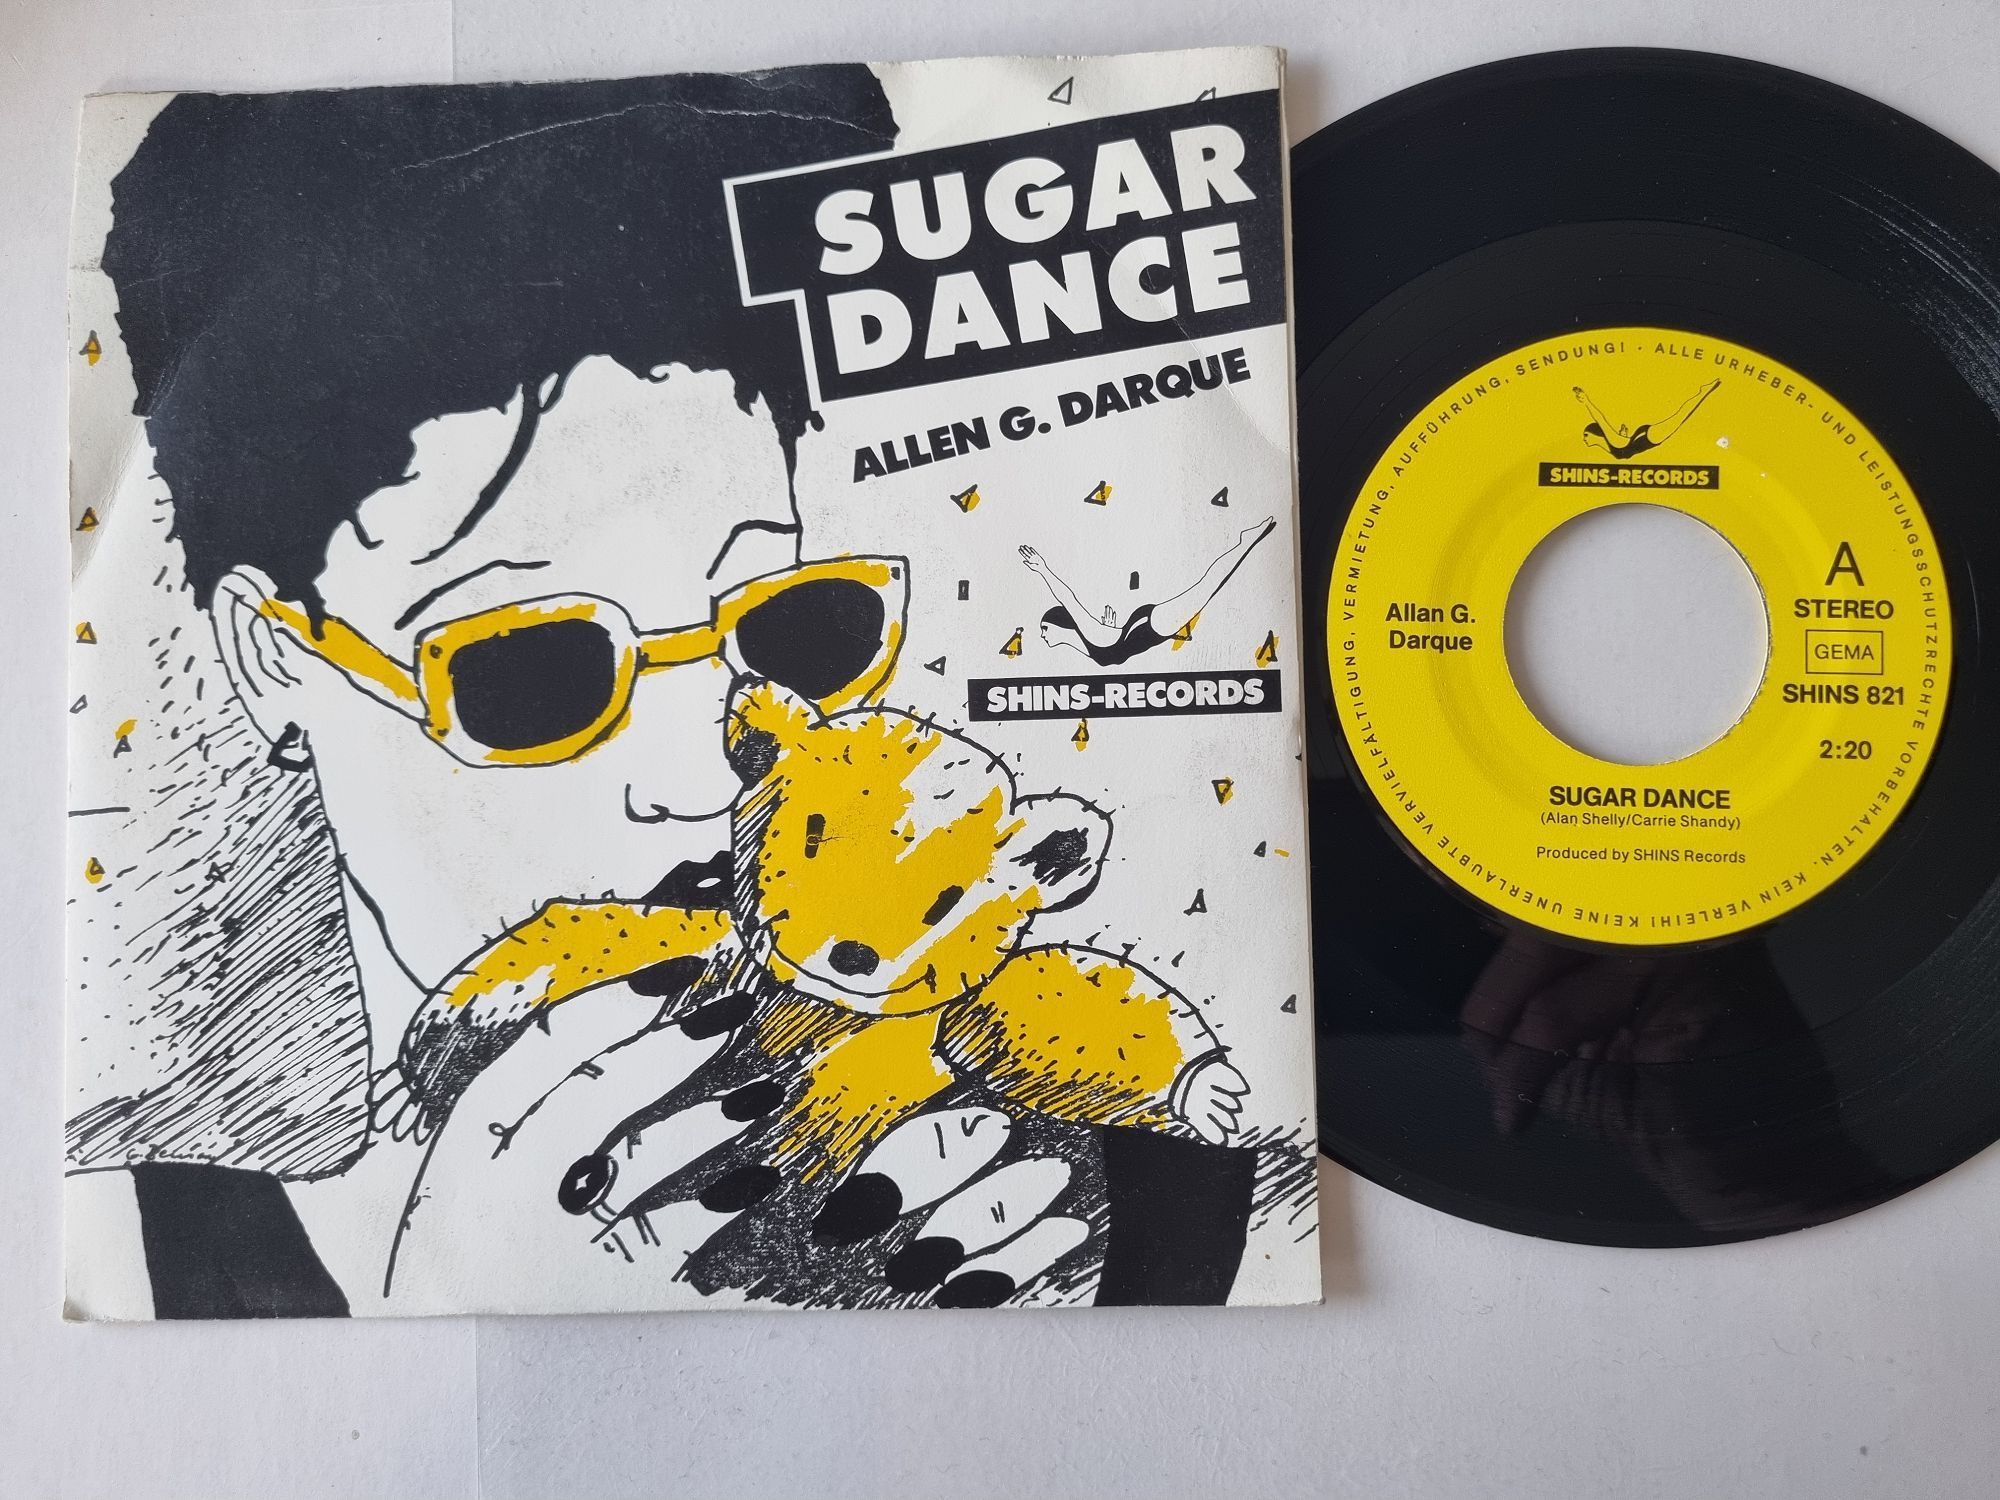 SUGAR
DANCE
ALLEN G. DARQUE
SHINS-RECORDS
KEINE UNERLAUBTE VERVIELFÄLTIGUNG, VERMIETUNG, AUFFÜHRUNG, SENDUNG! · ALLE URHEBER- UND LEISTUNGSSCHUTZRECHTE VORBEHALTEN. KEIN VERLEIH!
SHINS-RECORDS
Allan G.
Darque
A
STEREO
GEMA
SHINS 821
2:20
SUGAR DANCE
(Alan Shelly/Carrie Shandy)
Produced by SHINS Records